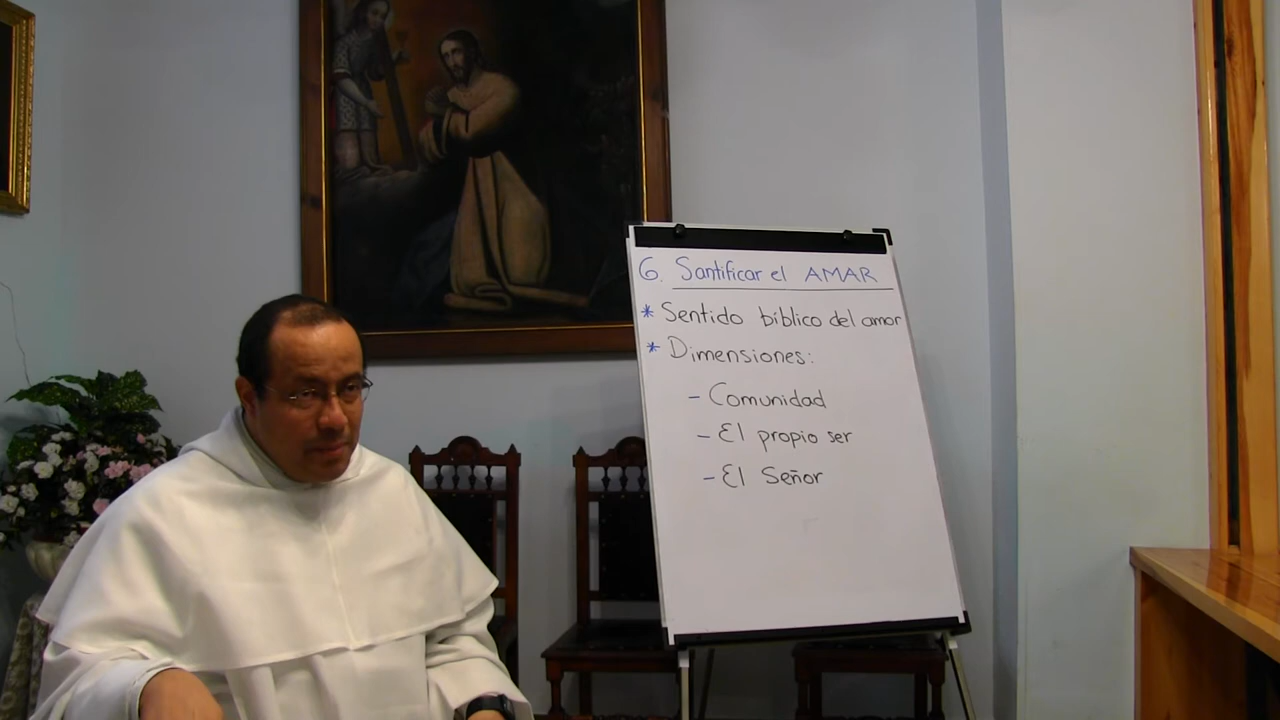 6. Santificar el AMAR
* Sentido bíblico del amor
* Dimensiones:
- Comunidad
- El propio ser
- El Señor